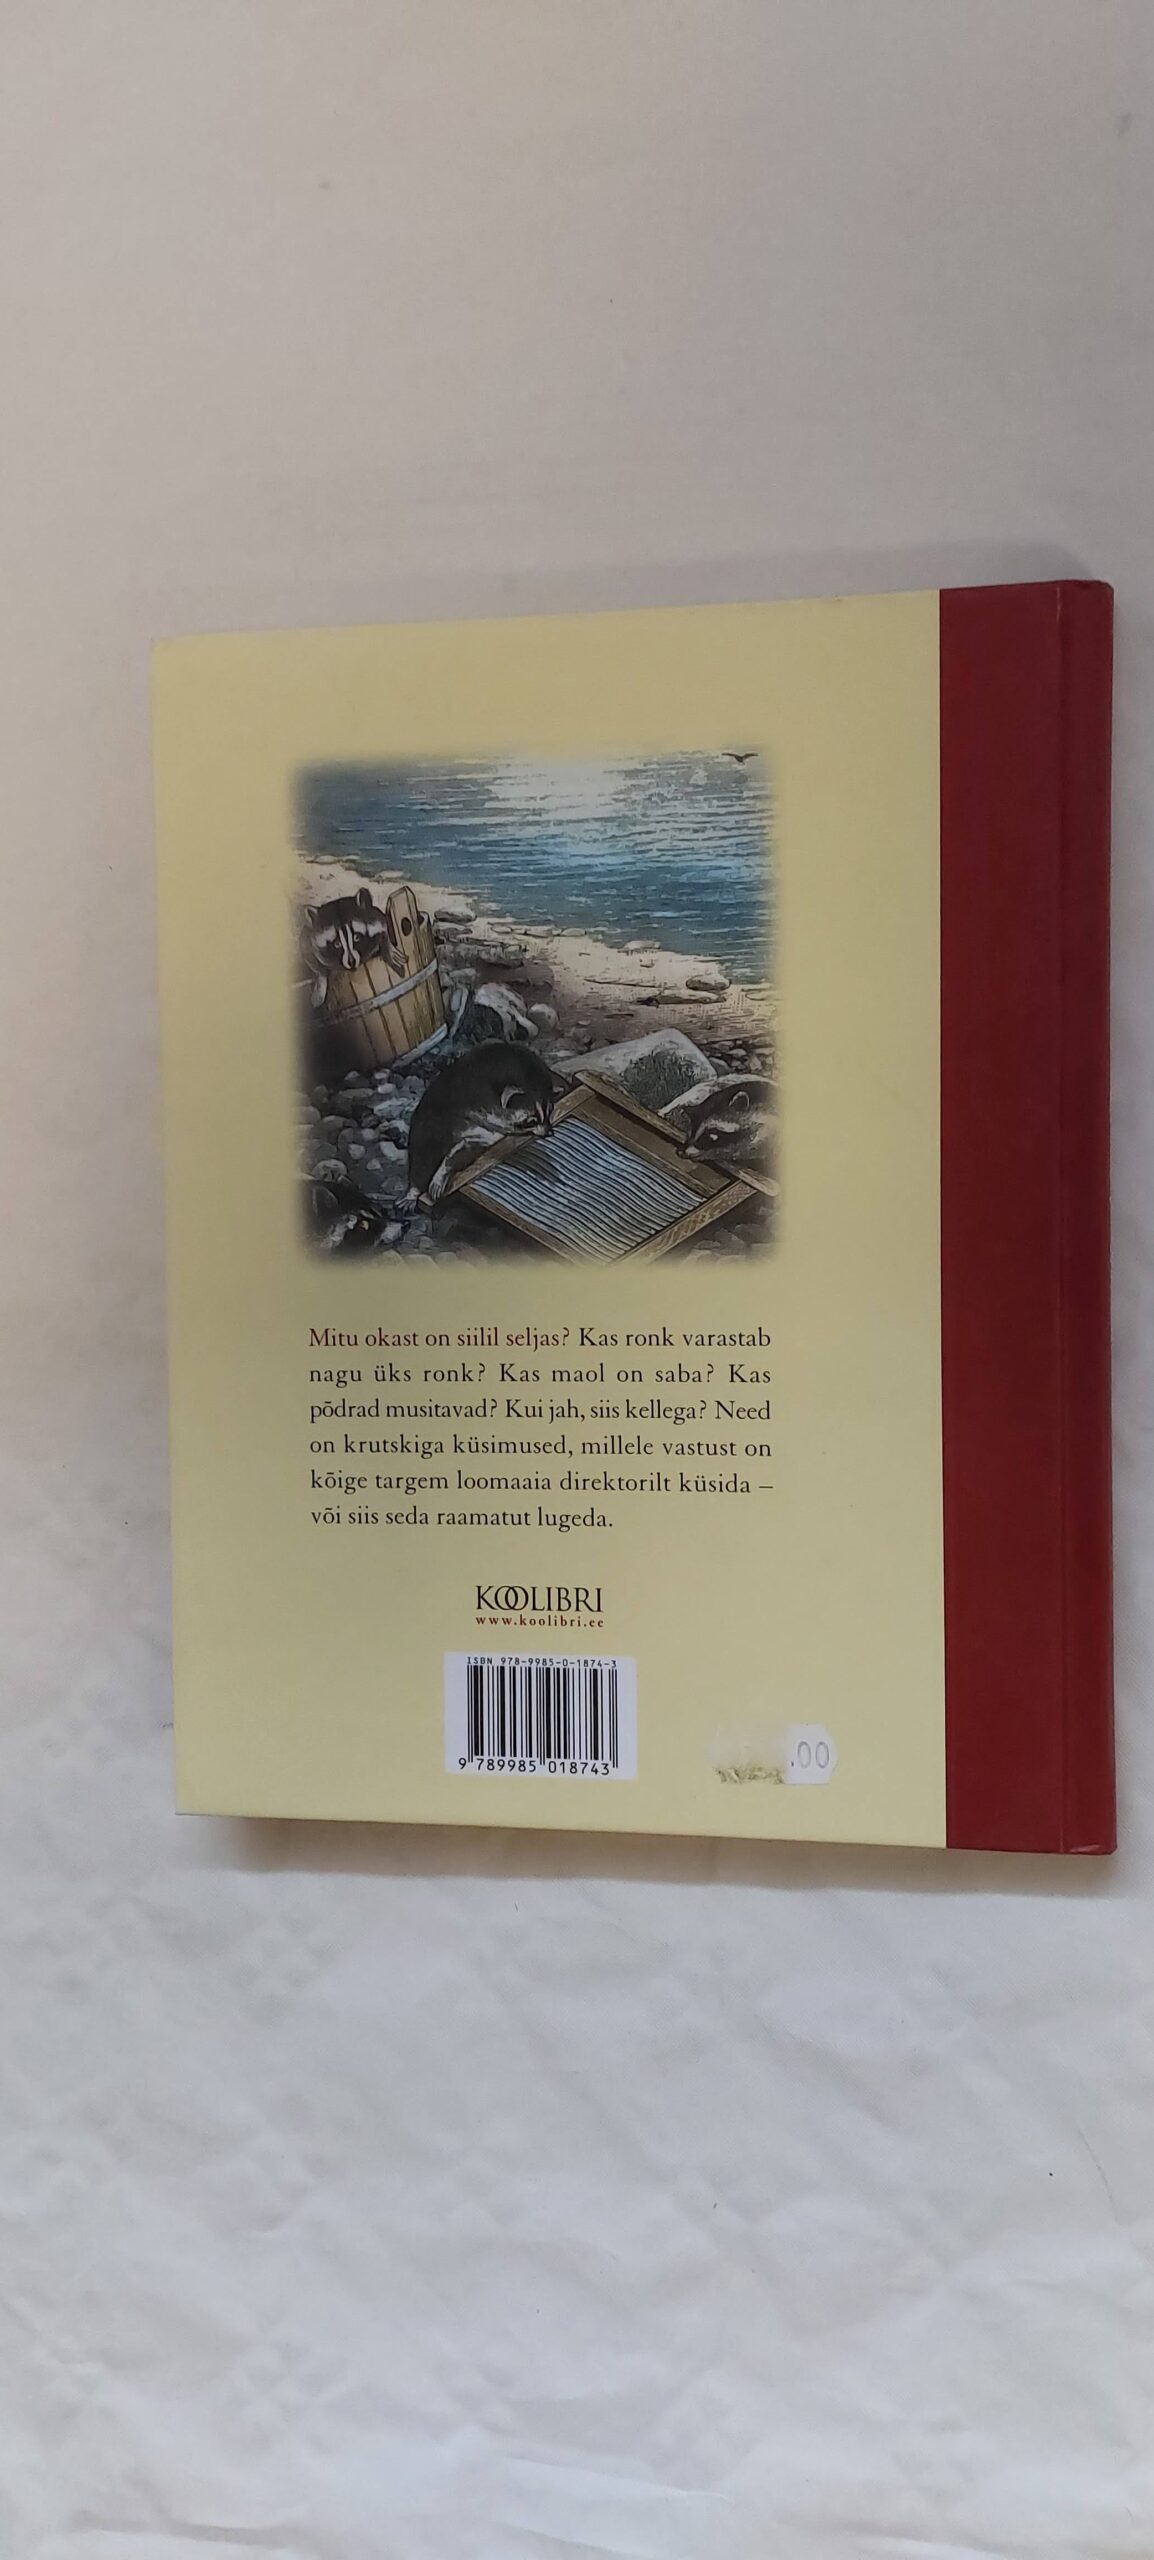 Mitu okast on siilil seljas? Kas ronk varastab
nagu üks ronk? Kas maol on saba? Kas
põdrad musitavad? Kui jah, siis kellega? Need
on krutskiga küsimused, millele vastust on
kõige targem loomaaia direktorilt küsida –
või siis seda raamatut lugeda.
KOOLIBRI
www.koolibri.ee
ISBN 978-9985-0-1874-3
9 789985 018743
.00